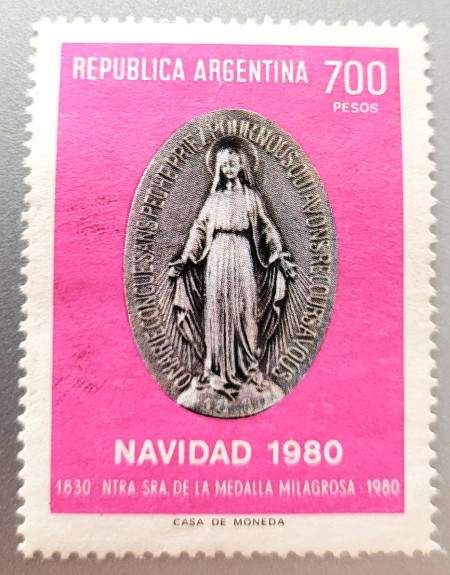 REPUBLICA ARGENTINA 700
PESOS
O MARIE CONÇUE SANS PECHE PRIEZ POUR NOUS QUI AVONS RECOURS A VOUS
NAVIDAD 1980
1830 · NTRA. SRA. DE LA MEDALLA MILAGROSA · 1980
CASA DE MONEDA